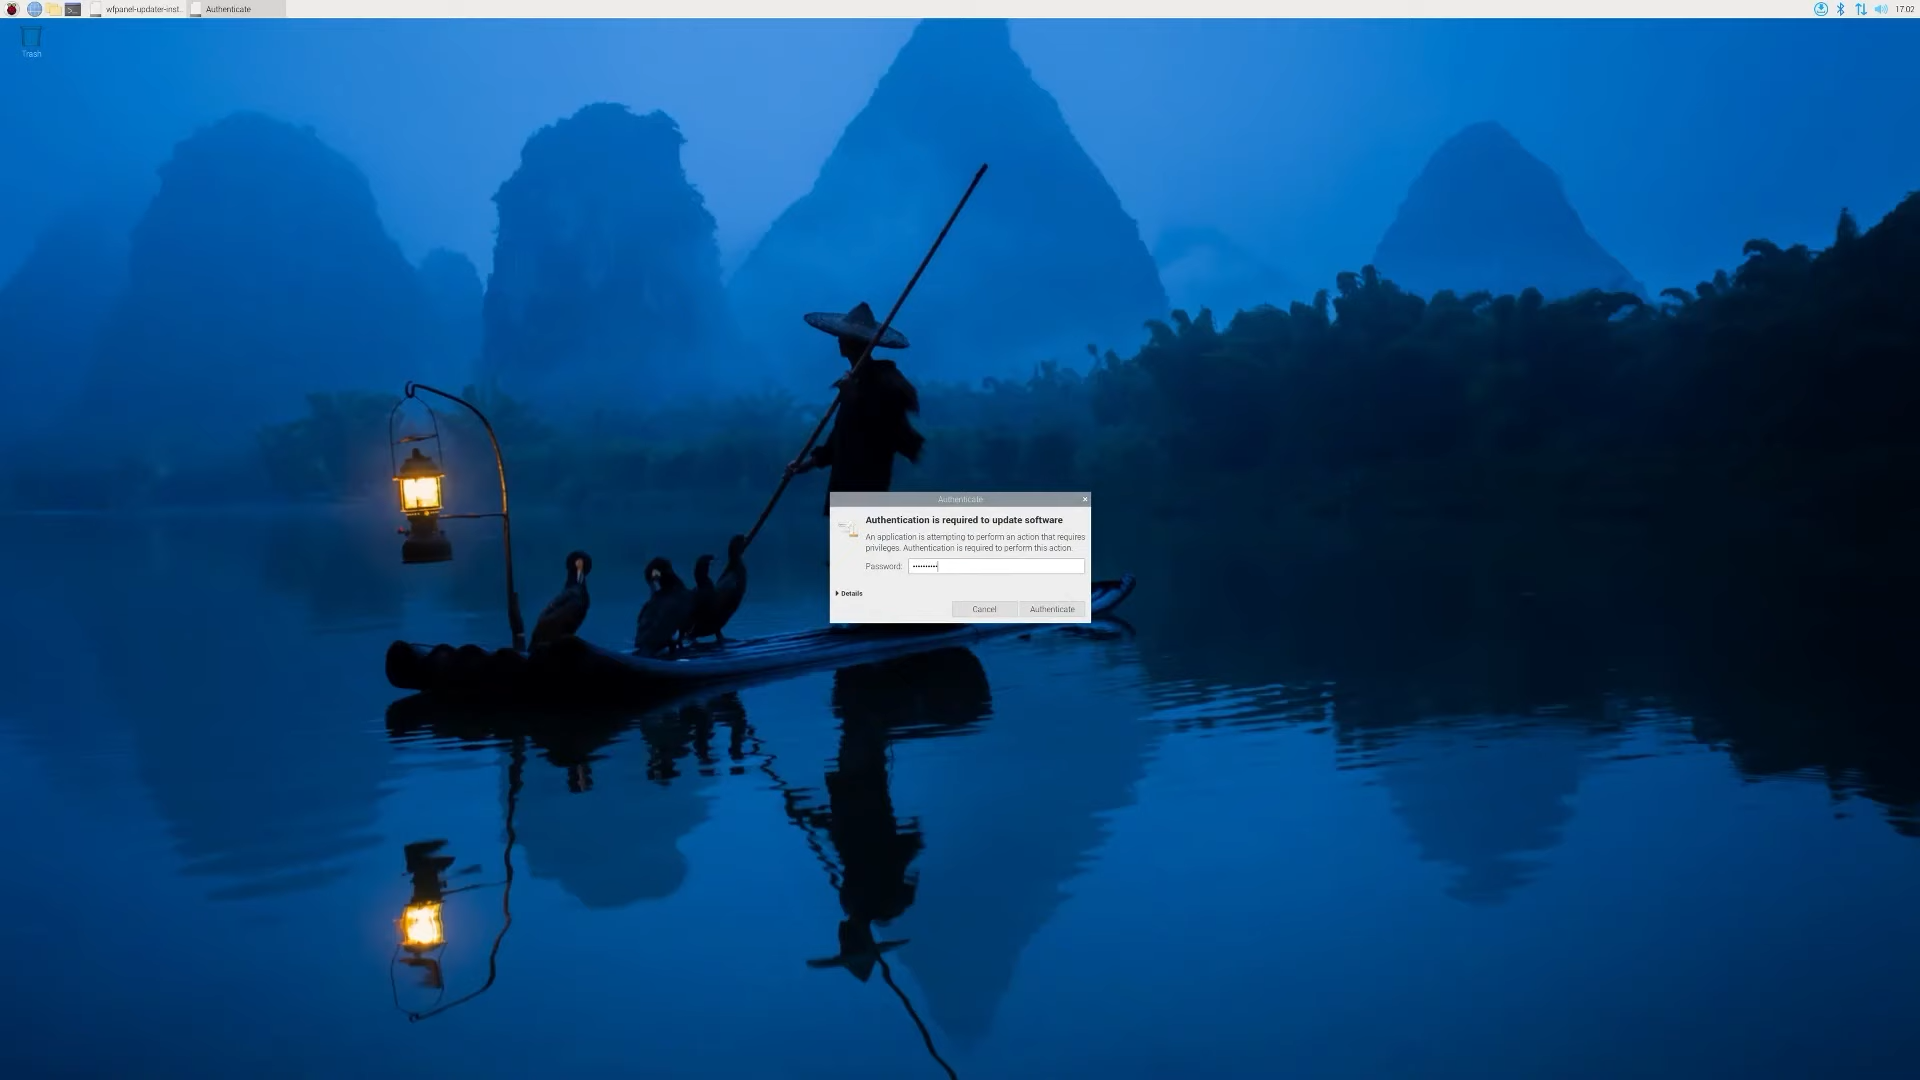 wfpanel-updater-inst...
Authenticate
17:02
Trash
Authenticate
Authentication is required to update software
An application is attempting to perform an action that requires
privileges. Authentication is required to perform this action.
Password: ••••••••••
Details
Cancel
Authenticate